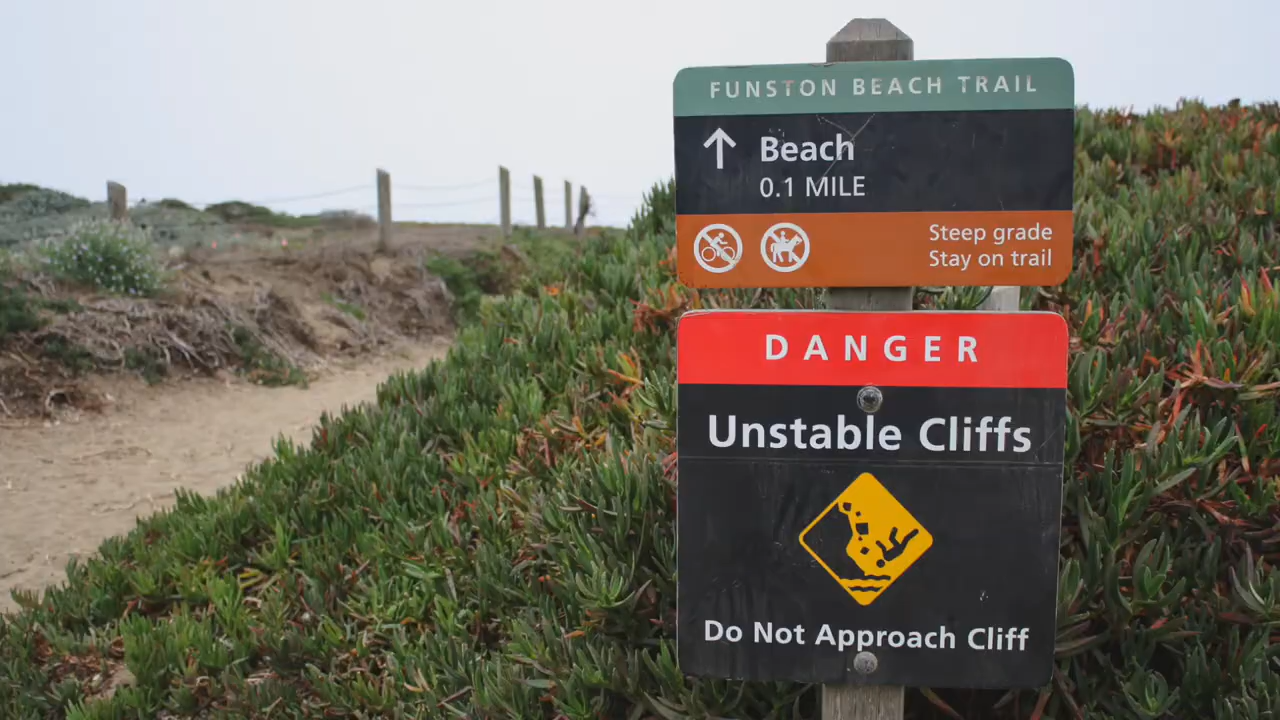 FUNSTON BEACH TRAIL
Beach
0.1 MILE
Steep grade
Stay on trail
DANGER
Unstable Cliffs
Do Not Approach Cliff